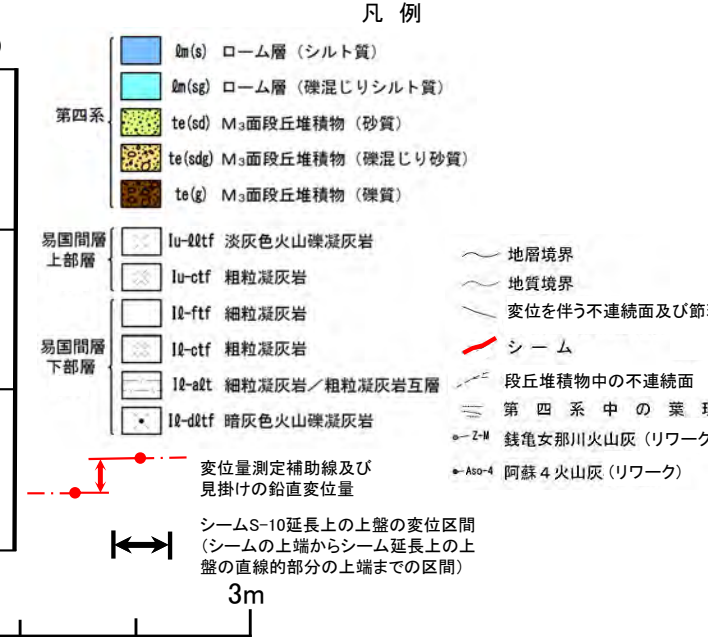 凡 例
第四系
ℓm(s) ローム層（シルト質）
ℓm(sg) ローム層（礫混じりシルト質）
te(sd) M₃面段丘堆積物（砂質）
te(sdg) M₃面段丘堆積物（礫混じり砂質）
te(g) M₃面段丘堆積物（礫質）
易国間層
上部層
Iu-ℓℓtf 淡灰色火山礫凝灰岩
Iu-ctf 粗粒凝灰岩
易国間層
下部層
Iℓ-ftf 細粒凝灰岩
Iℓ-ctf 粗粒凝灰岩
Iℓ-aℓt 細粒凝灰岩／粗粒凝灰岩互層
Iℓ-dℓtf 暗灰色火山礫凝灰岩
地層境界
地質境界
変位を伴う不連続面及び節
シーム
段丘堆積物中の不連続面
第 四 系 中 の 葉
Z-M 銭亀女那川火山灰（リワーク
Aso-4 阿蘇４火山灰（リワーク）
変位量測定補助線及び
見掛けの鉛直変位量
シームS-10延長上の上盤の変位区間
（シームの上端からシーム延長上の上
盤の直線的部分の上端までの区間）
3m